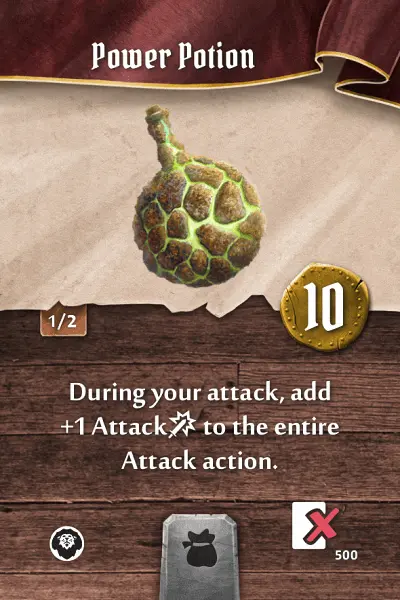 Power Potion
1/2
10
During your attack, add
+1 Attack to the entire
Attack action.
500